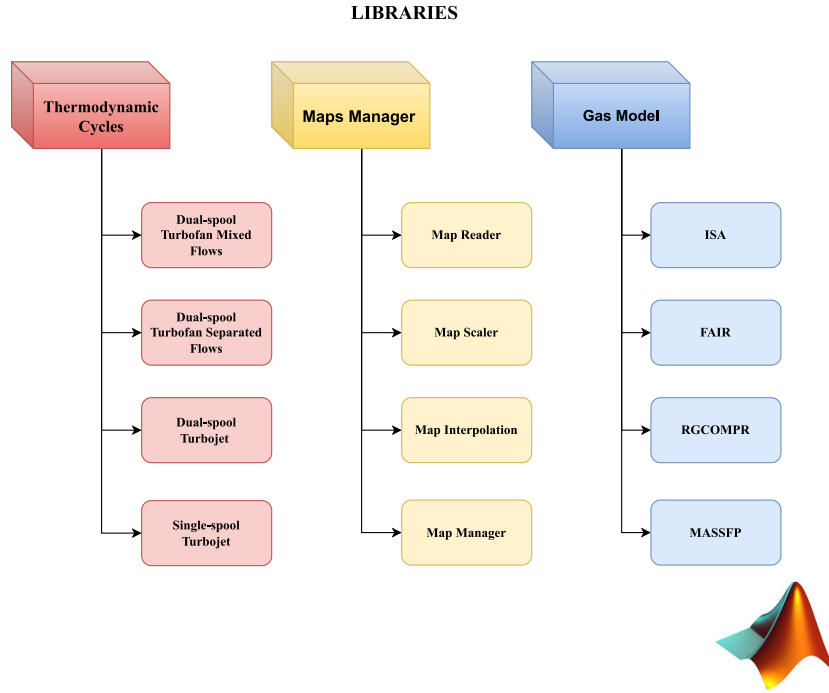 LIBRARIES
Thermodynamic
Cycles
Dual-spool
Turbofan Mixed
Flows
Dual-spool
Turbofan Separated
Flows
Dual-spool
Turbojet
Single-spool
Turbojet
Maps Manager
Map Reader
Map Scaler
Map Interpolation
Map Manager
Gas Model
ISA
FAIR
RGCOMPR
MASSFP